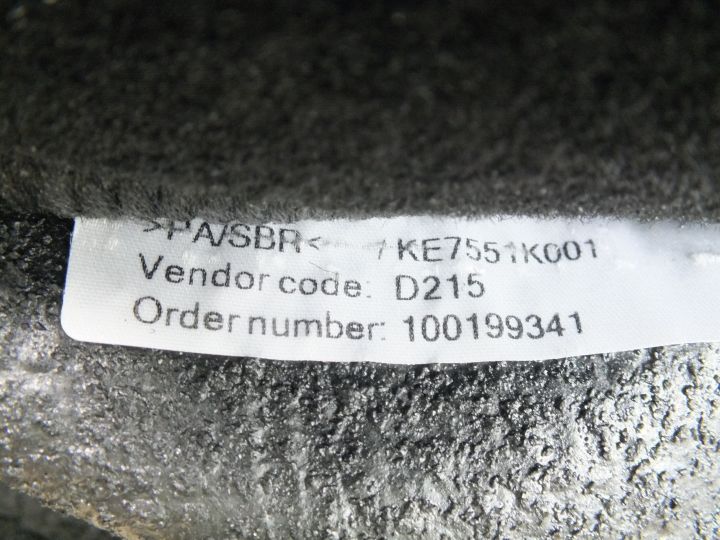 >PA/SBR< / KE7551K001
Vendor code: D215
Order number: 100199341